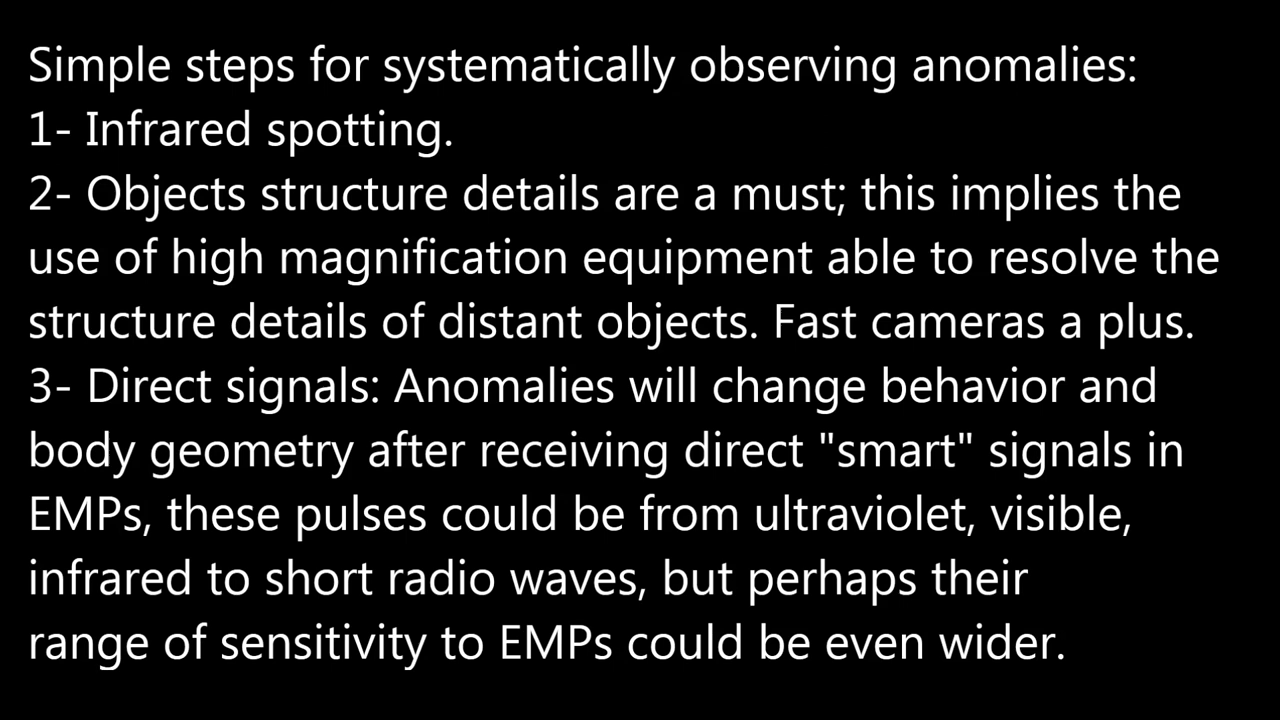 Simple steps for systematically observing anomalies:
1- Infrared spotting.
2- Objects structure details are a must; this implies the
use of high magnification equipment able to resolve the
structure details of distant objects. Fast cameras a plus.
3- Direct signals: Anomalies will change behavior and
body geometry after receiving direct "smart" signals in
EMPs, these pulses could be from ultraviolet, visible,
infrared to short radio waves, but perhaps their
range of sensitivity to EMPs could be even wider.